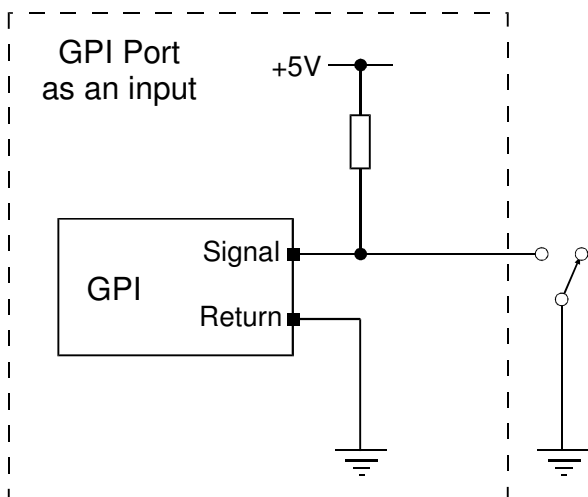 GPI Port
as an input
+5V
Signal
GPI
Return